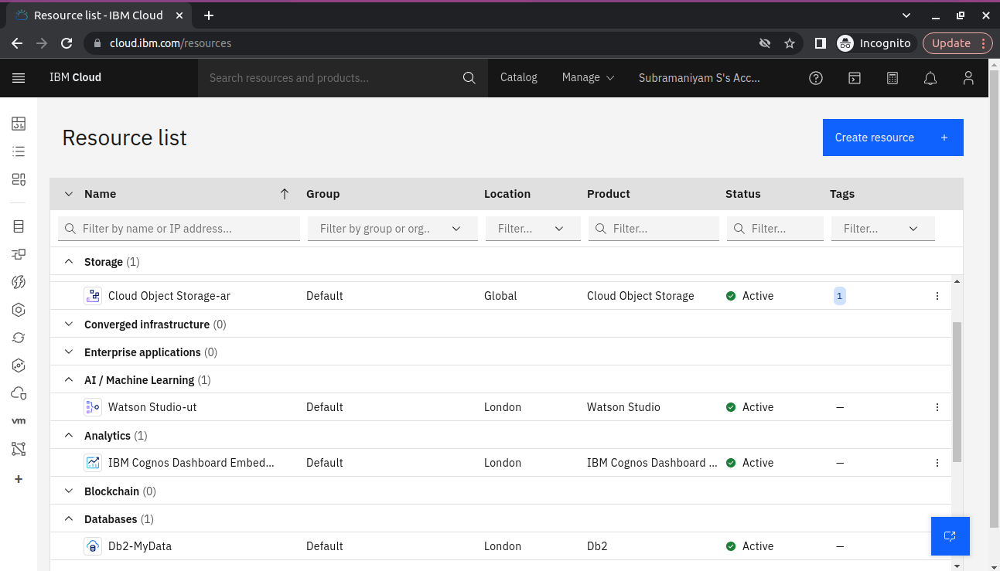 Resource list - IBM Cloud
cloud.ibm.com/resources
Incognito
Update
IBM Cloud
Search resources and products...
Catalog
Manage
Subramaniyam S's Acc...
Resource list
Create resource +
Name Group Location Product Status Tags
Filter by name or IP address... Filter by group or org.. Filter... Filter... Filter... Filter...
Storage (1)
Cloud Object Storage-ar Default Global Cloud Object Storage Active 1
Converged infrastructure (0)
Enterprise applications (0)
AI / Machine Learning (1)
Watson Studio-ut Default London Watson Studio Active —
Analytics (1)
IBM Cognos Dashboard Embed... Default London IBM Cognos Dashboard ... Active —
vm
Blockchain (0)
Databases (1)
Db2-MyData Default London Db2 Active —